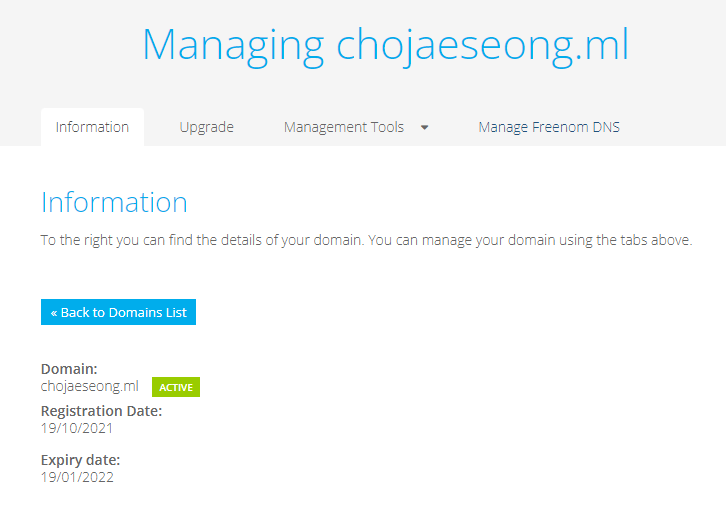 Managing chojaeseong.ml
Information Upgrade Management Tools Manage Freenom DNS
Information
To the right you can find the details of your domain. You can manage your domain using the tabs above.
« Back to Domains List
Domain:
chojaeseong.ml ACTIVE
Registration Date:
19/10/2021
Expiry date:
19/01/2022